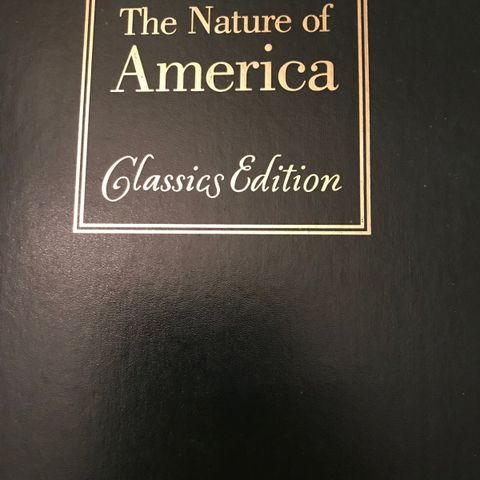 The Nature of
America
Classics Edition